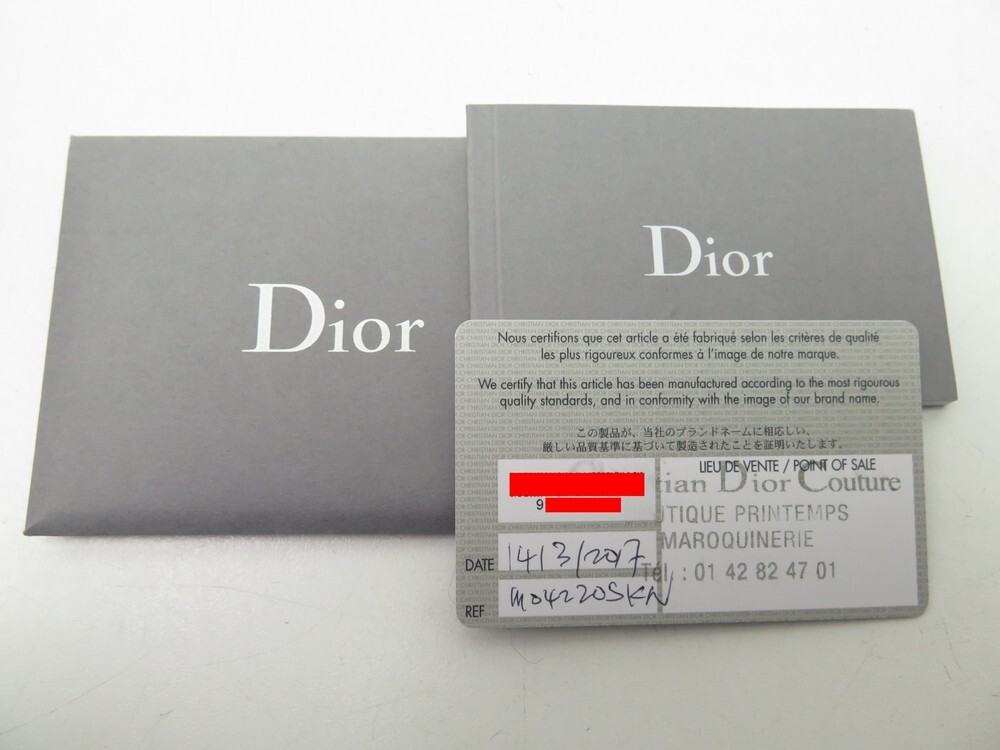 Dior
Dior
Nous certifions que cet article a été fabriqué selon les critères de qualité
les plus rigoureux conformes à l'image de notre marque.
We certify that this article has been manufactured according to the most rigourous
quality standards, and in conformity with the image of our brand name.
この製品が、当社のブランドネームに相応しい、
厳しい品質基準に基づいて製造されたことを証明いたします。
LIEU DE VENTE / POINT OF SALE
tian Dior Couture
9
UTIQUE PRINTEMPS
MAROQUINERIE
DATE 14/3/2017
Tél. : 01 42 82 47 01
REF M04220SKN